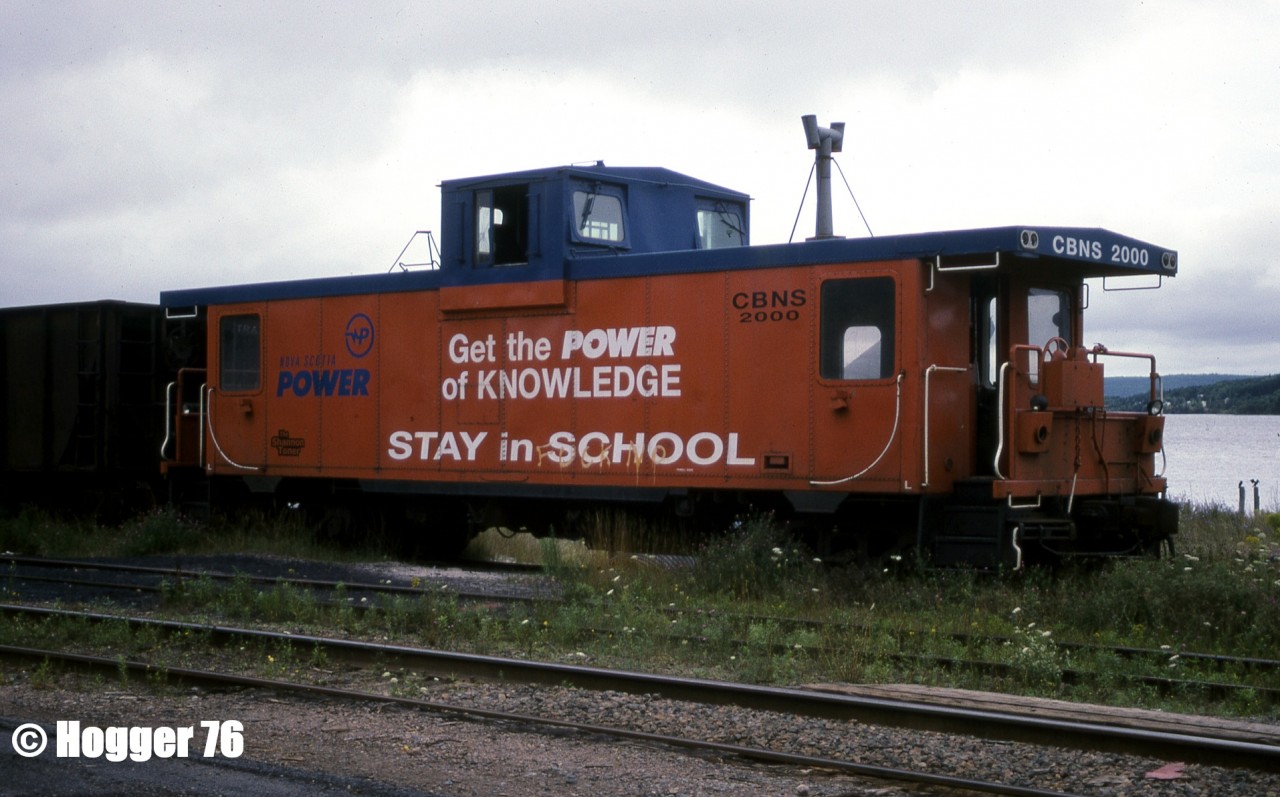 CBNS 2000
CBNS
2000
Get the POWER
of KNOWLEDGE
NOVA SCOTIA
POWER
STAY in SCHOOL
© Hogger 76